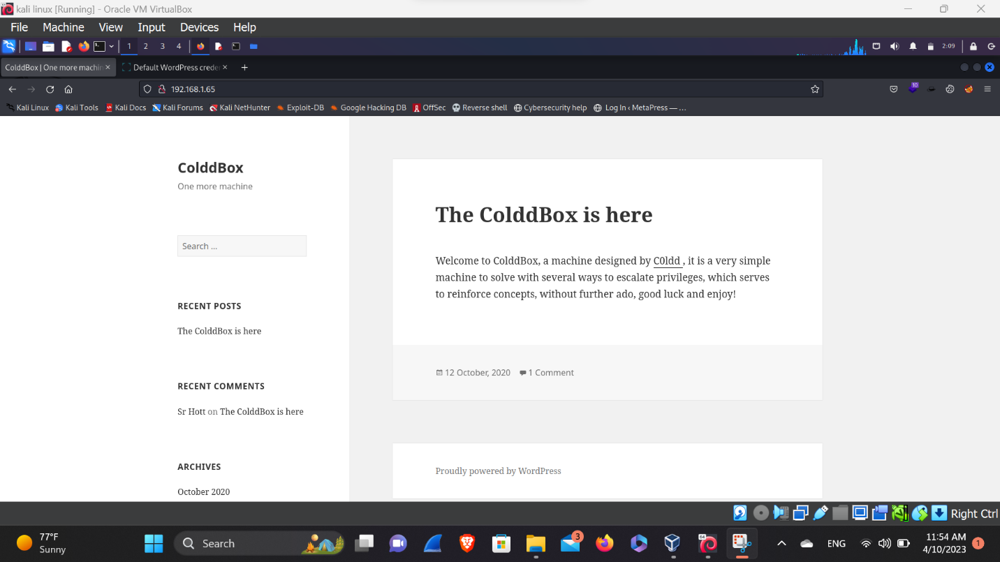 kali linux [Running] - Oracle VM VirtualBox
File Machine View Input Devices Help
1 2 3 4
2:09
ColddBox | One more machin
Default WordPress creder
192.168.1.65
10
Kali Linux Kali Tools Kali Docs Kali Forums Kali NetHunter Exploit-DB Google Hacking DB OffSec Reverse shell Cybersecurity help Log In ‹ MetaPress — ...
ColddBox
One more machine
Search ...
RECENT POSTS
The ColddBox is here
RECENT COMMENTS
Sr Hott on The ColddBox is here
ARCHIVES
October 2020
The ColddBox is here
Welcome to ColddBox, a machine designed by C0ldd , it is a very simple
machine to solve with several ways to escalate privileges, which serves
to reinforce concepts, without further ado, good luck and enjoy!
12 October, 2020 1 Comment
Proudly powered by WordPress
Right Ctrl
77°F
Sunny
Search
3
ENG
11:54 AM
4/10/2023
1